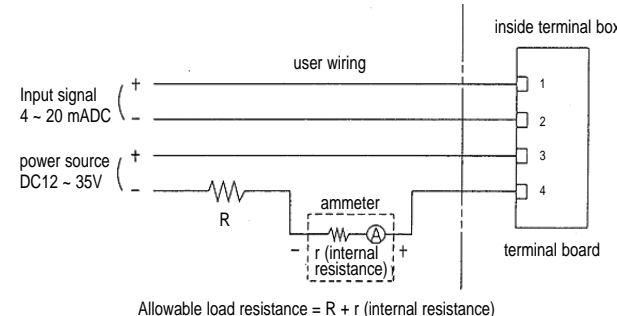 inside terminal box
user wiring
Input signal
4 ~ 20 mADC
+
−
1
2
power source
DC12 ~ 35V
+
−
3
4
R
ammeter
A
− +
r (internal
resistance)
terminal board
Allowable load resistance = R + r (internal resistance)